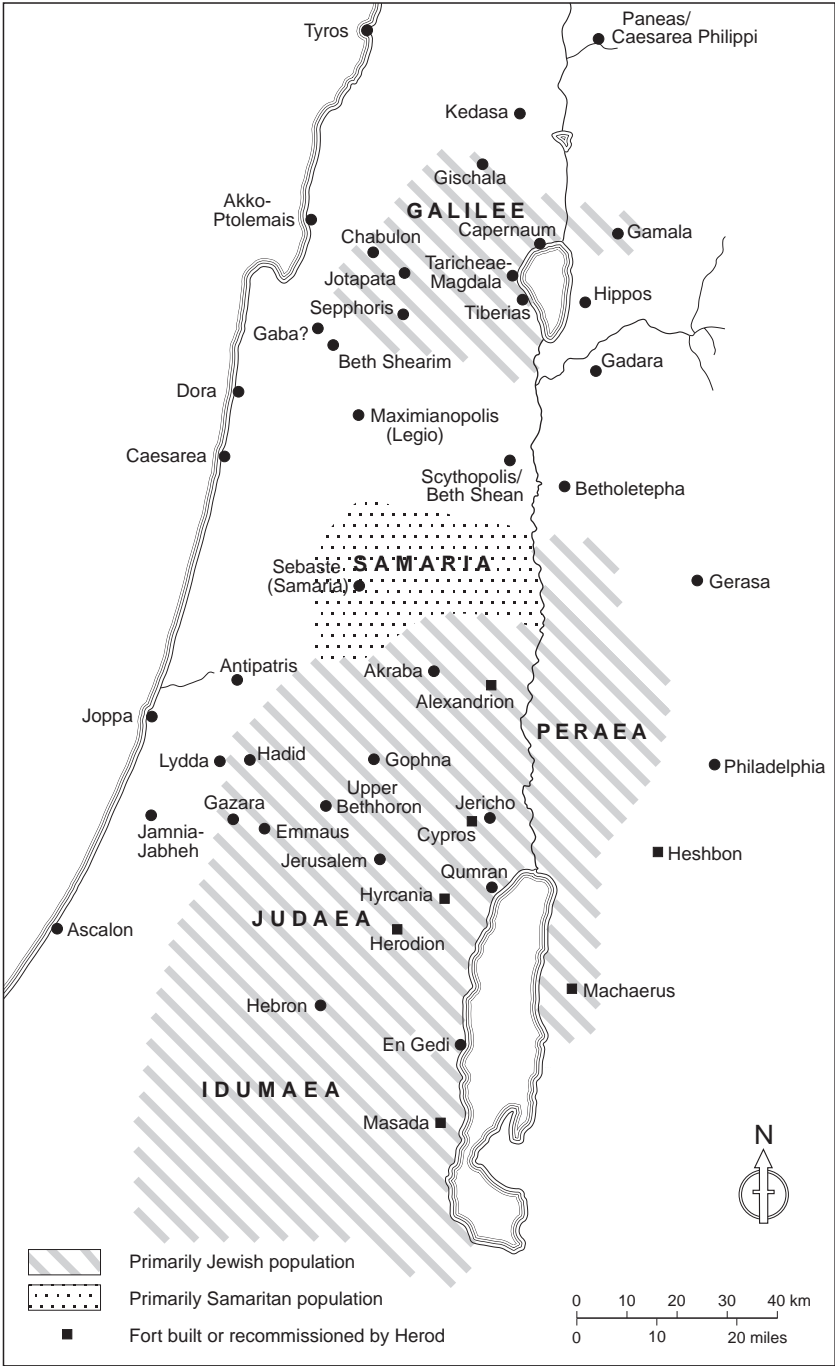 Tyros
Paneas/
Caesarea Philippi
Kedasa
Gischala
GALILEE
Akko-
Ptolemais
Capernaum
Gamala
Chabulon
Taricheae-
Magdala
Jotapata
Hippos
Sepphoris
Tiberias
Gaba?
Beth Shearim
Gadara
Dora
Maximianopolis
(Legio)
Caesarea
Scythopolis/
Beth Shean
Betholetepha
SAMARIA
Sebaste
(Samaria)
Gerasa
Antipatris
Akraba
Alexandrion
Joppa
PERAEA
Lydda
Hadid
Gophna
Philadelphia
Upper
Bethhoron
Gazara
Jericho
Jamnia-
Jabheh
Emmaus
Cypros
Jerusalem
Heshbon
Qumran
Hyrcania
JUDAEA
Ascalon
Herodion
Machaerus
Hebron
En Gedi
IDUMAEA
Masada
N
Primarily Jewish population
Primarily Samaritan population
Fort built or recommissioned by Herod
0 10 20 30 40 km
0 10 20 miles